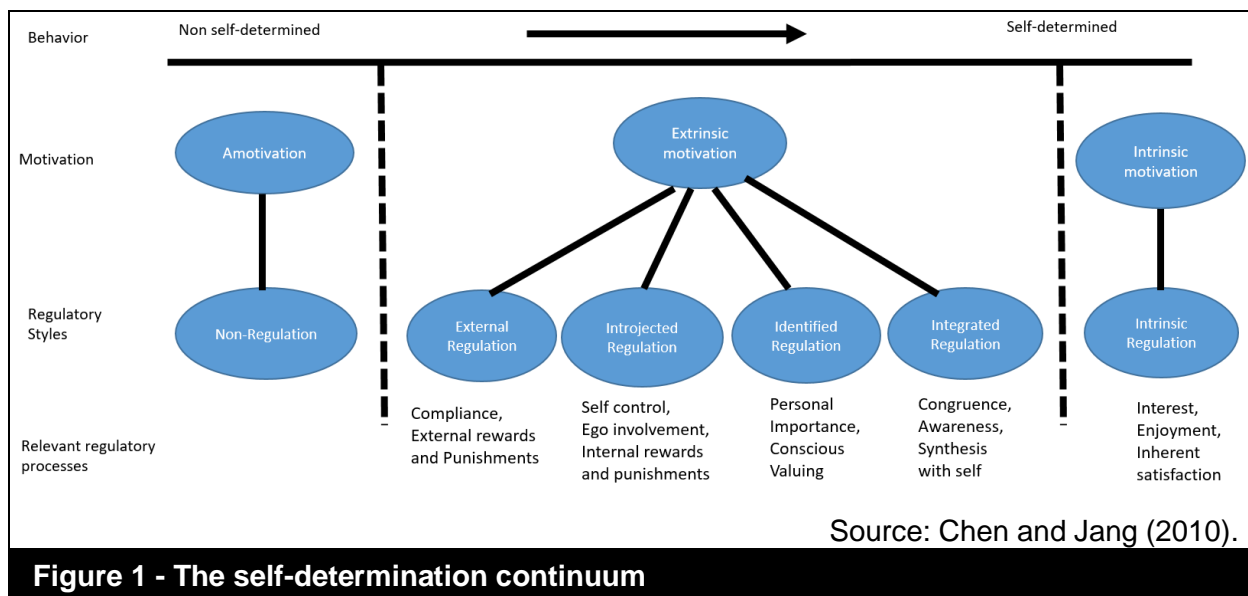 Behavior
Non self-determined
Self-determined
Motivation
Amotivation
Extrinsic
motivation
Intrinsic
motivation
Regulatory
Styles
Non-Regulation
External
Regulation
Introjected
Regulation
Identified
Regulation
Integrated
Regulation
Intrinsic
Regulation
Relevant regulatory
processes
Compliance,
External rewards
and Punishments
Self control,
Ego involvement,
Internal rewards
and punishments
Personal
Importance,
Conscious
Valuing
Congruence,
Awareness,
Synthesis
with self
Interest,
Enjoyment,
Inherent
satisfaction
Source: Chen and Jang (2010).
Figure 1 - The self-determination continuum